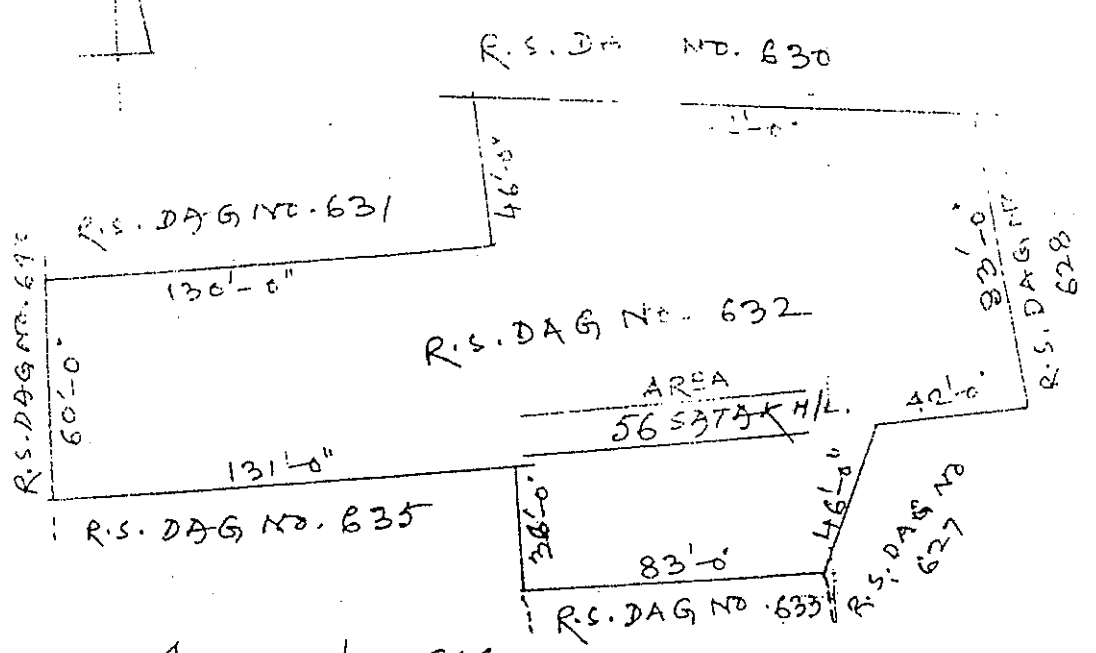 R.S. NO. 630
R.S. DAG NO. 631
46'-0"
130'-0"
83'-0"
R.S. DAG NO
628
R.S. DAG NO.
60'-0"
R.S. DAG NO. 632
AREA
56 SATAK H/L.
42'-0"
131'-0"
R.S. DAG NO. 635
36'-0"
46'-0"
83'-0"
R.S. DAG NO
627
R.S. DAG NO. 633